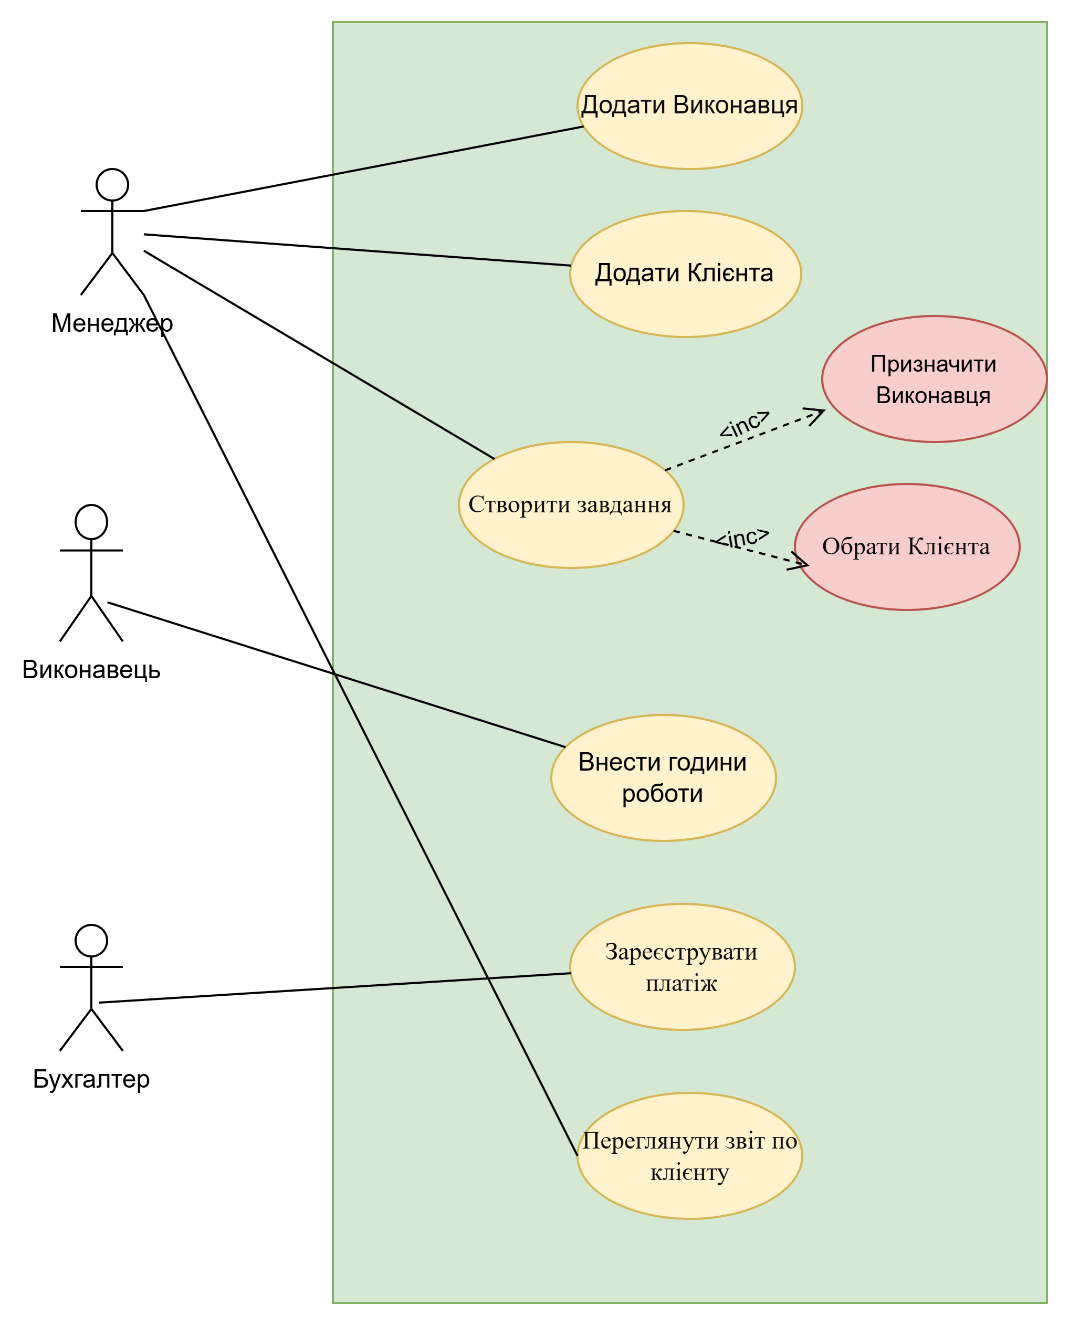 Додати Виконавця
Додати Клієнта
Менеджер
Призначити
Виконавця
<inc>
Створити завдання
<inc>
Обрати Клієнта
Виконавець
Внести години
роботи
Зареєструвати
платіж
Бухгалтер
Переглянути звіт по
клієнту